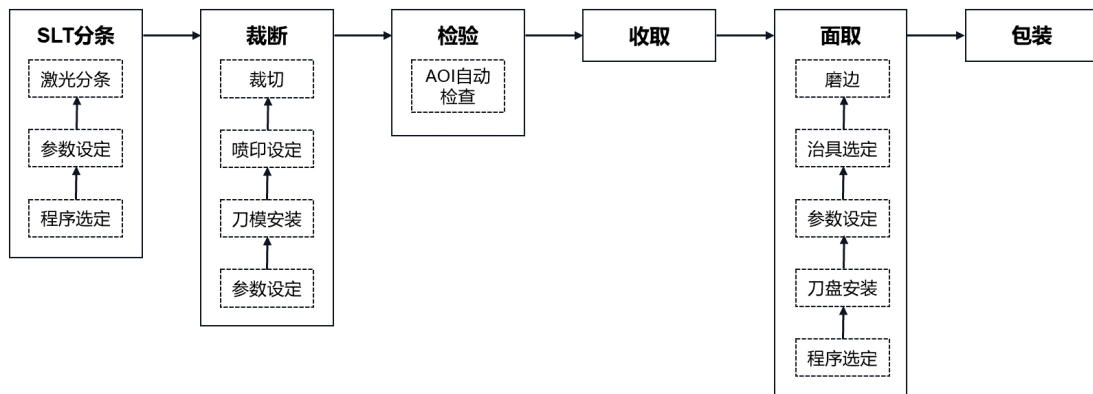 SLT分条
激光分条
参数设定
程序选定
裁断
裁切
喷印设定
刀模安装
参数设定
检验
AOI自动
检查
收取
面取
磨边
治具选定
参数设定
刀盘安装
程序选定
包装